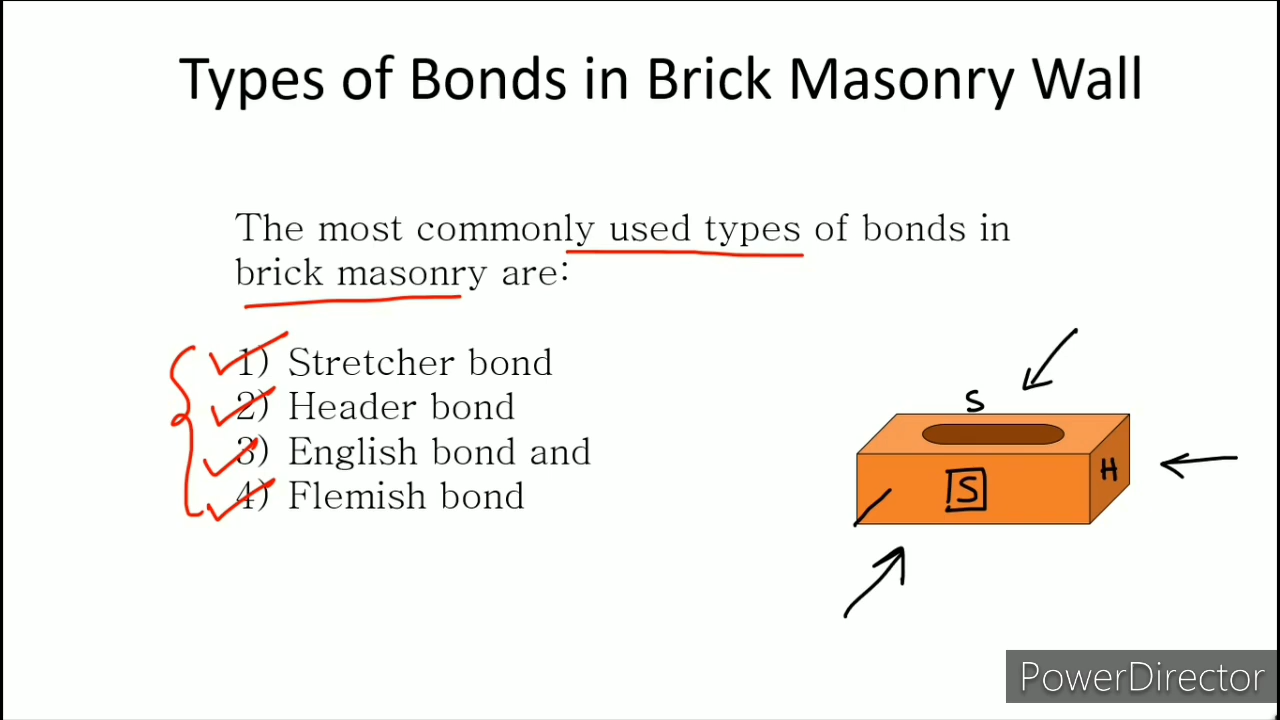 Types of Bonds in Brick Masonry Wall
The most commonly used types of bonds in
brick masonry are:
1) Stretcher bond
2) Header bond
3) English bond and
4) Flemish bond
S
S
H
PowerDirector